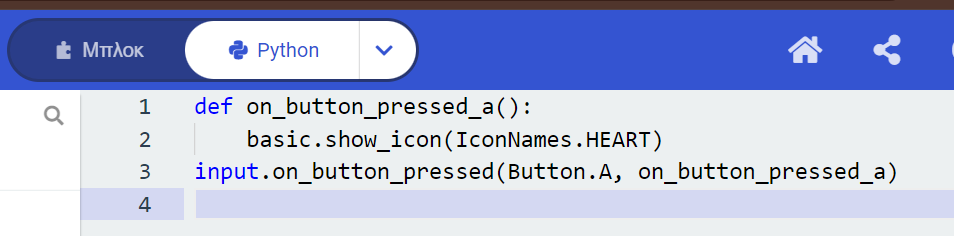 Μπλοκ Python
1 def on_button_pressed_a():
2     basic.show_icon(IconNames.HEART)
3 input.on_button_pressed(Button.A, on_button_pressed_a)
4